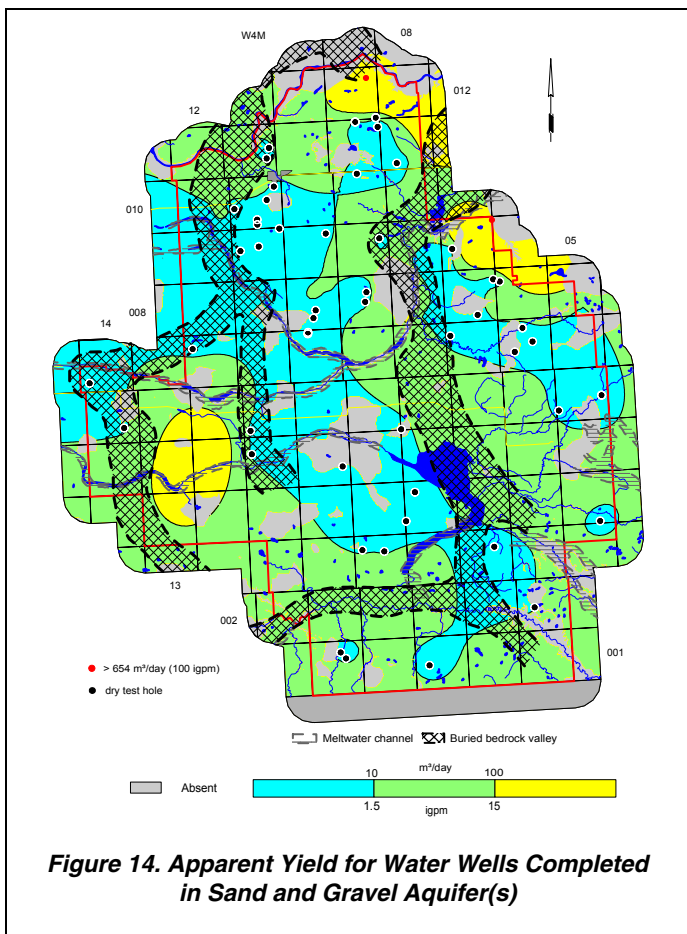 W4M
08
012
12
010
05
008
14
13
002
001
> 654 m³/day (100 igpm)
dry test hole
Meltwater channel
Buried bedrock valley
Absent
10 m³/day 100
1.5 igpm 15
Figure 14. Apparent Yield for Water Wells Completed
in Sand and Gravel Aquifer(s)